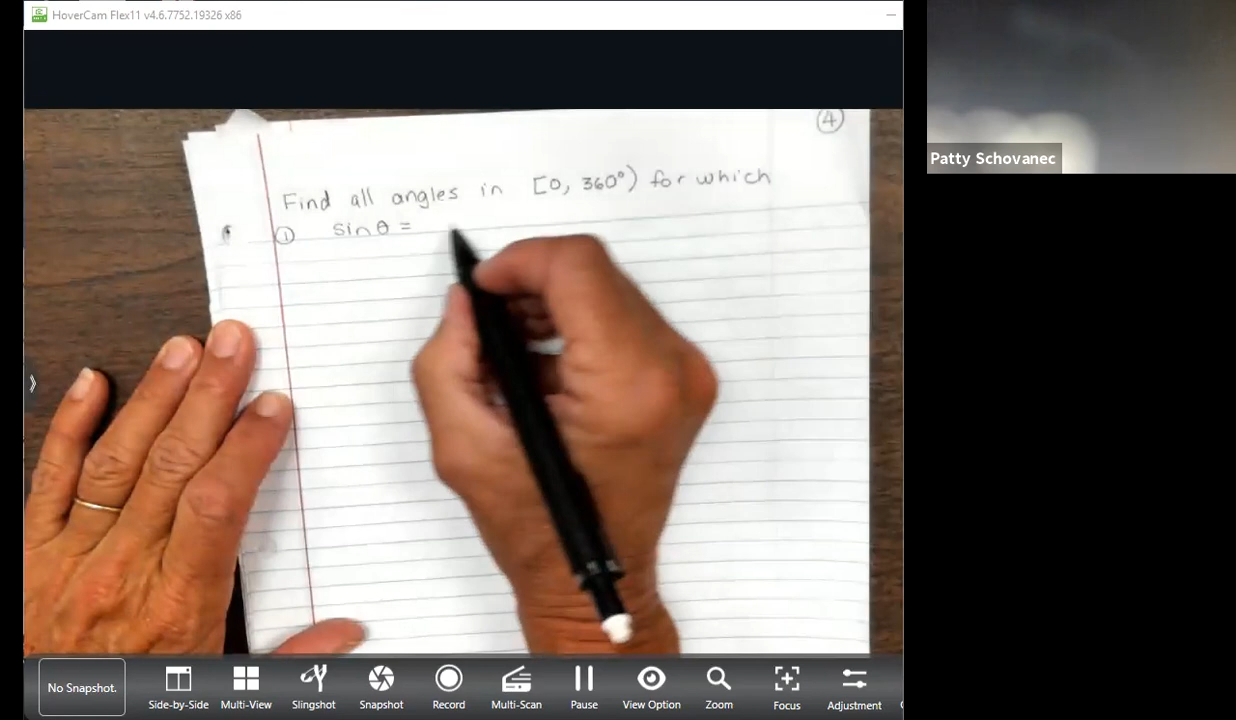 HoverCam Flex11 v4.6.7752.19326 x86
4
Patty Schovanec
Find all angles in [0, 360°) for which
① sin θ =
No Snapshot.
Side-by-Side
Multi-View
Slingshot
Snapshot
Record
Multi-Scan
Pause
View Option
Zoom
Focus
Adjustment